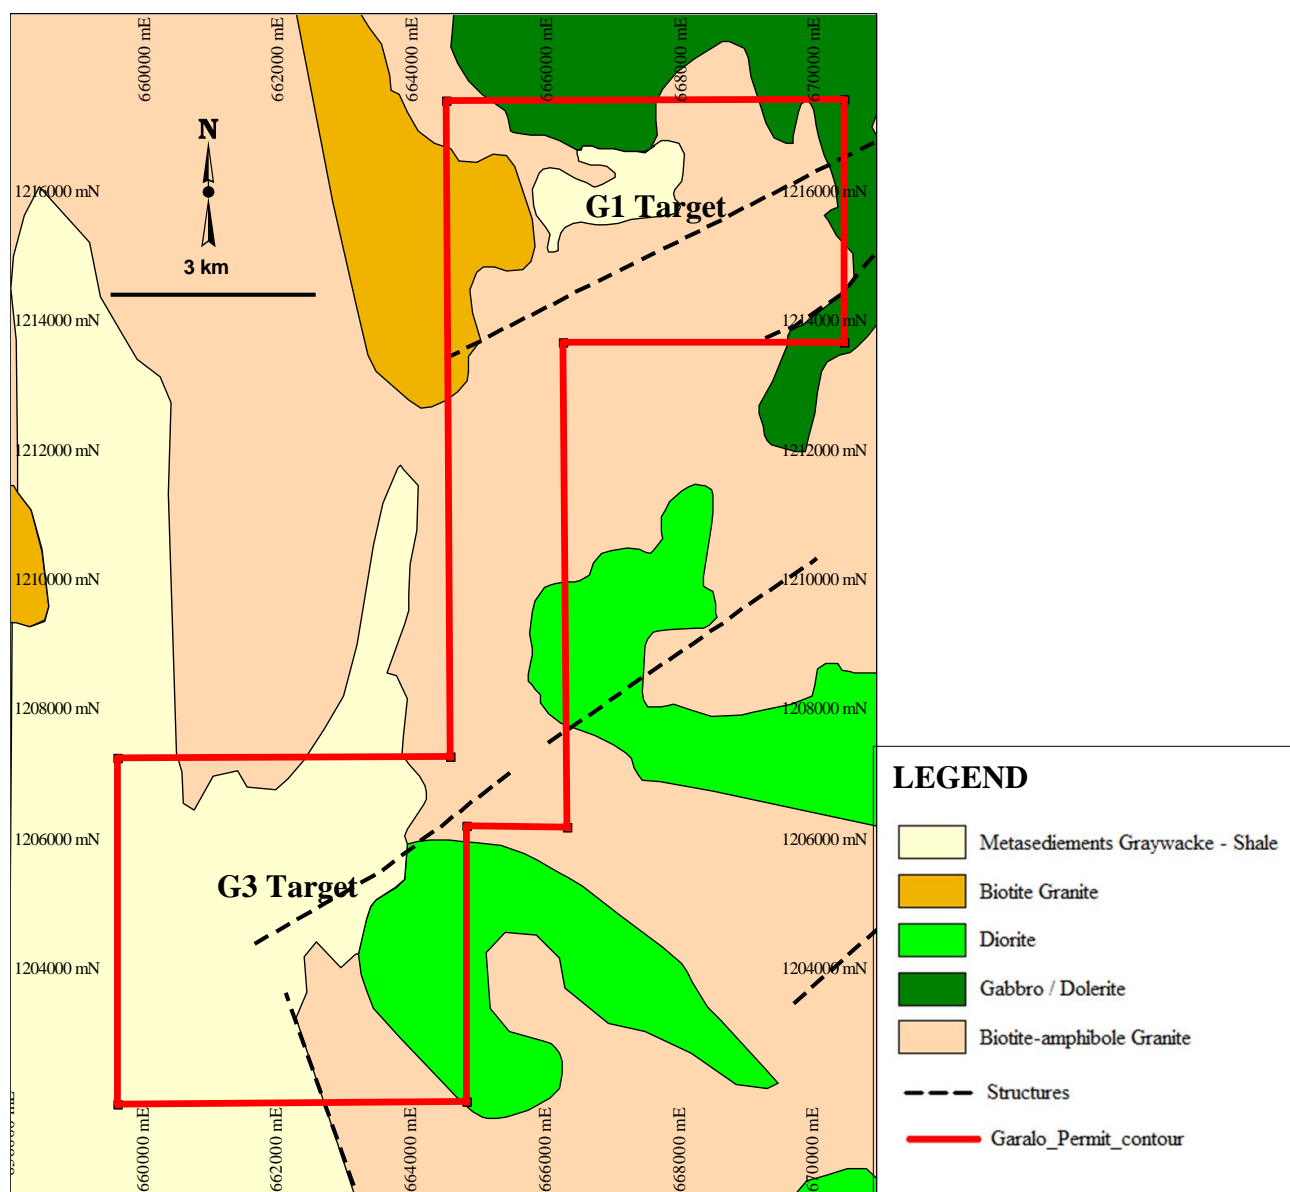 660000 mE
662000 mE
664000 mE
666000 mE
668000 mE
670000 mE
N
1216000 mN
G1 Target
1216000 mN
3 km
1214000 mN
1214000 mN
1212000 mN
1212000 mN
1210000 mN
1210000 mN
1208000 mN
1208000 mN
LEGEND
1206000 mN
1206000 mN
Metasediements Graywacke - Shale
G3 Target
Biotite Granite
Diorite
1204000 mN
1204000 mN
Gabbro / Dolerite
Biotite-amphibole Granite
Structures
Garalo_Permit_contour
660000 mE
662000 mE
664000 mE
666000 mE
668000 mE
670000 mE